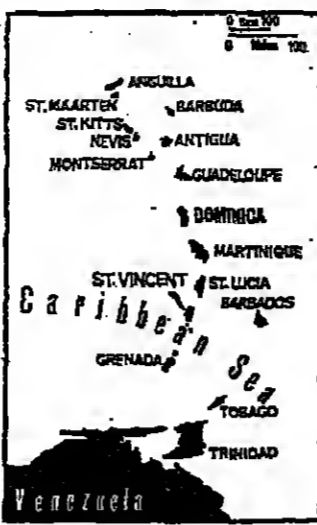 0 Km 100
0 Miles 100
ANGUILLA
ST. MAARTEN
BARBUDA
ST. KITTS
NEVIS
ANTIGUA
MONTSERRAT
GUADELOUPE
DOMINICA
MARTINIQUE
ST. VINCENT
ST. LUCIA
BARBADOS
Caribbean Sea
GRENADA
TOBAGO
TRINIDAD
Venezuela